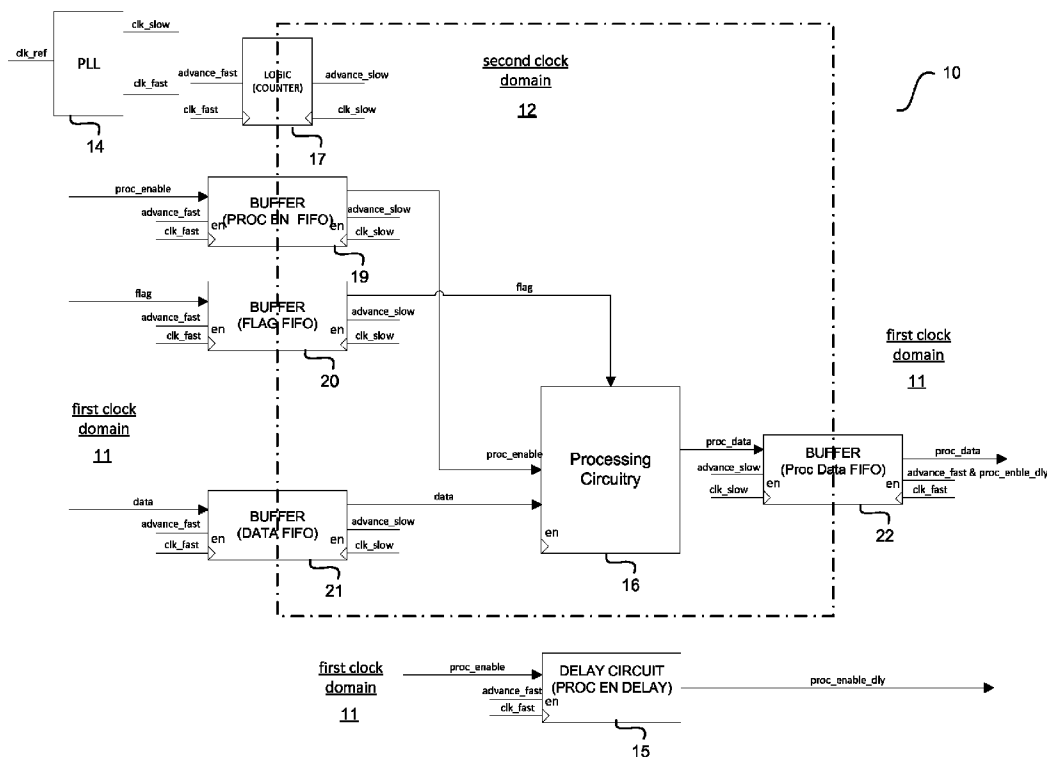 clk_slow
clk_ref
PLL
clk_fast
14
advance_fast
LOGIC
(COUNTER)
advance_slow
clk_fast
clk_slow
17
second clock
domain
12
10
proc_enable
BUFFER
(PROC EN FIFO)
advance_fast
en
en
advance_slow
clk_fast
clk_slow
19
flag
BUFFER
(FLAG FIFO)
flag
advance_fast
en
en
advance_slow
clk_fast
clk_slow
20
first clock
domain
11
first clock
domain
11
proc_enable
Processing
Circuitry
proc_data
BUFFER
(Proc Data FIFO)
proc_data
advance_slow
en
en
advance_fast & proc_enble_dly
clk_slow
clk_fast
22
data
BUFFER
(DATA FIFO)
data
advance_fast
en
en
advance_slow
clk_fast
clk_slow
21
en
16
first clock
domain
11
proc_enable
DELAY CIRCUIT
(PROC EN DELAY)
proc_enable_dly
advance_fast
en
clk_fast
15